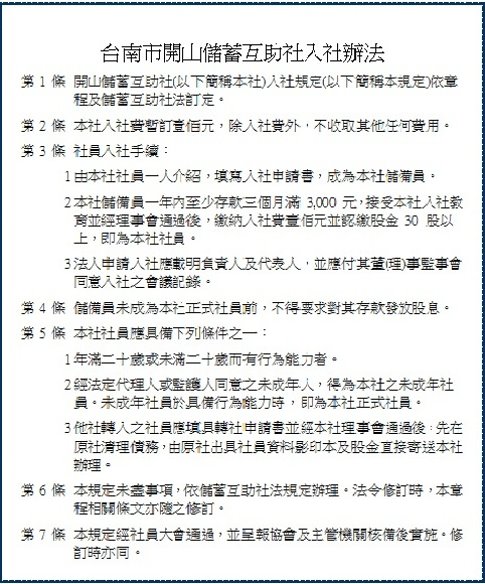 台南市開山儲蓄互助社入社辦法
第 1 條 開山儲蓄互助社(以下簡稱本社)入社規定(以下簡稱本規定)依章
程及儲蓄互助社法訂定。
第 2 條 本社入社費暫訂壹佰元，除入社費外，不收取其他任何費用。
第 3 條 社員入社手續：
1 由本社社員一人介紹，填寫入社申請書，成為本社儲備員。
2 本社儲備員一年內至少存款三個月滿 3,000 元，接受本社入社教
育並經理事會通過後，繳納入社費壹佰元並認繳股金 30 股以
上，即為本社社員。
3 法人申請入社應載明負責人及代表人，並應付其董(理)事監事會
同意入社之會議記錄。
第 4 條 儲備員未成為本社正式社員前，不得要求對其存款發放股息。
第 5 條 本社社員應具備下列條件之一：
1 年滿二十歲或未滿二十歲而有行為能力者。
2 經法定代理人或監護人同意之未成年人，得為本社之未成年社
員。未成年社員於具備行為能力時，即為本社正式社員。
3 他社轉入之社員應填具轉社申請書並經本社理事會通過後，先在
原社清理債務，由原社出具社員資料影印本及股金直接寄送本社
辦理。
第 6 條 本規定未盡事項，依儲蓄互助社法規定辦理。法令修訂時，本章
程相關條文亦隨之修訂。
第 7 條 本規定經社員大會通過，並呈報協會及主管機關核備後實施。修
訂時亦同。